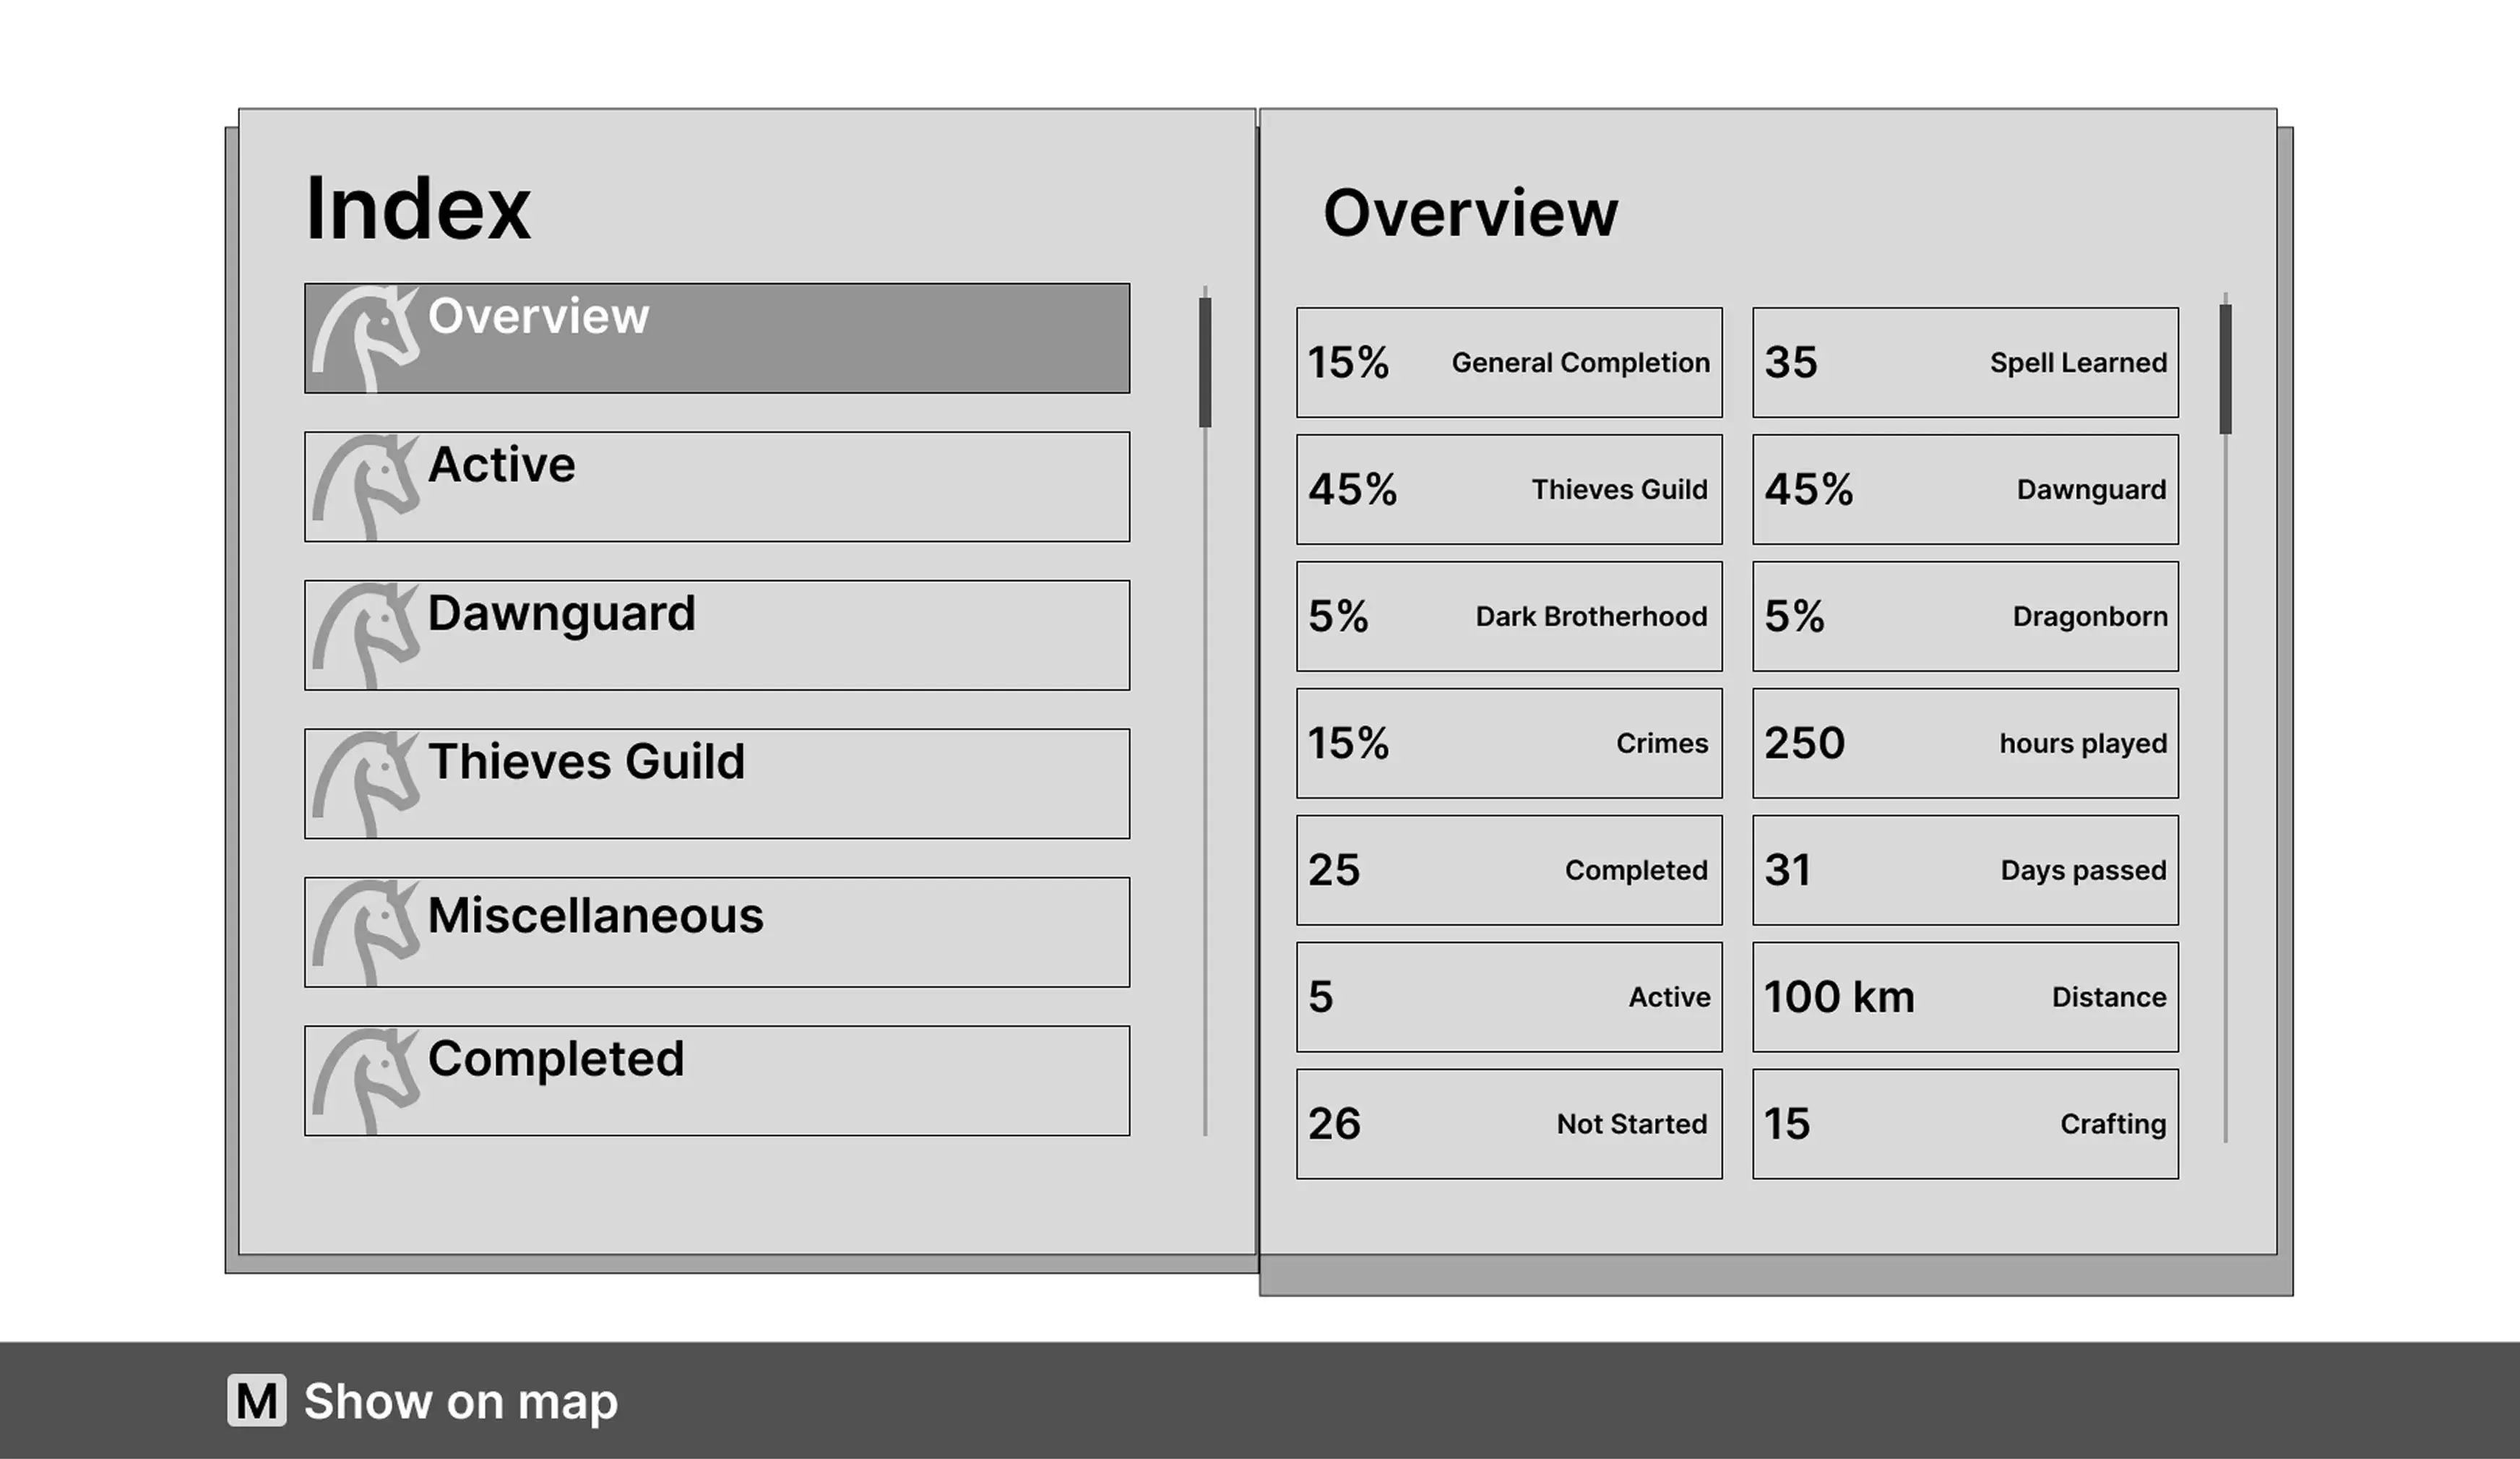 Index
Overview
Active
Dawnguard
Thieves Guild
Miscellaneous
Completed
Overview
15% General Completion
35 Spell Learned
45% Thieves Guild
45% Dawnguard
5% Dark Brotherhood
5% Dragonborn
15% Crimes
250 hours played
25 Completed
31 Days passed
5 Active
100 km Distance
26 Not Started
15 Crafting
M Show on map